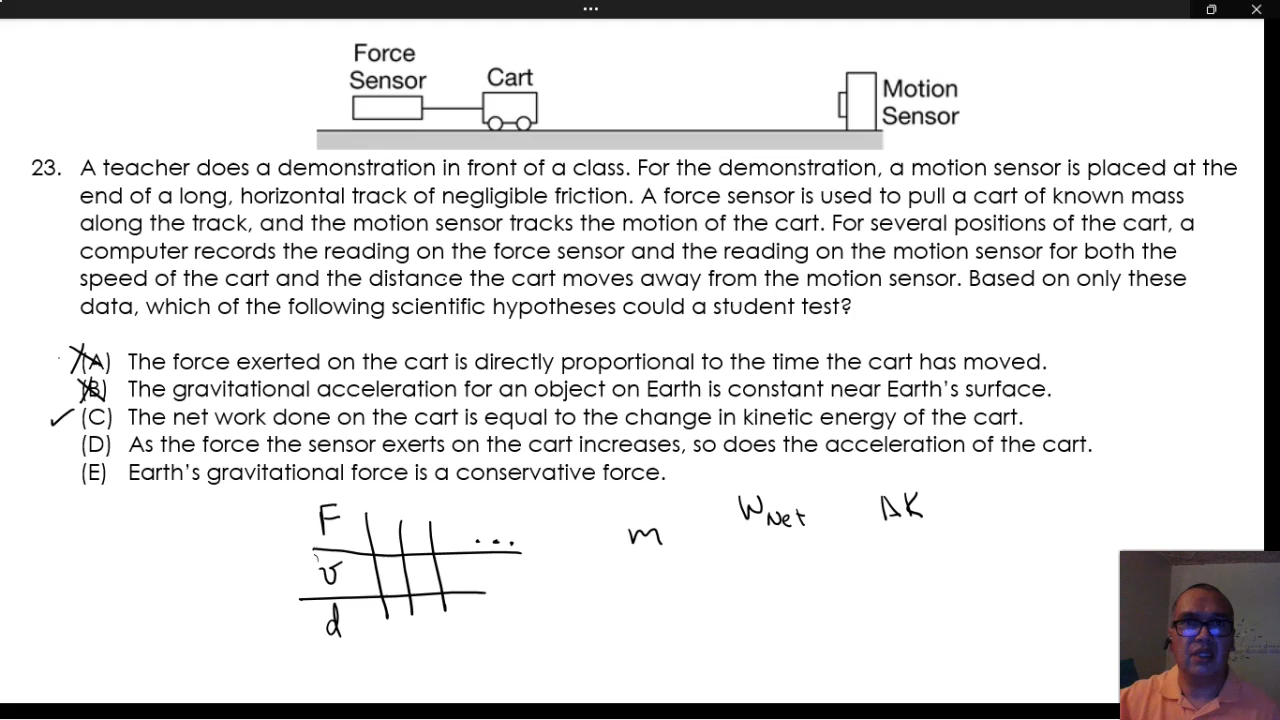 Force
Sensor
Cart
Motion
Sensor
23. A teacher does a demonstration in front of a class. For the demonstration, a motion sensor is placed at the
end of a long, horizontal track of negligible friction. A force sensor is used to pull a cart of known mass
along the track, and the motion sensor tracks the motion of the cart. For several positions of the cart, a
computer records the reading on the force sensor and the reading on the motion sensor for both the
speed of the cart and the distance the cart moves away from the motion sensor. Based on only these
data, which of the following scientific hypotheses could a student test?
(A) The force exerted on the cart is directly proportional to the time the cart has moved.
(B) The gravitational acceleration for an object on Earth is constant near Earth's surface.
(C) The net work done on the cart is equal to the change in kinetic energy of the cart.
(D) As the force the sensor exerts on the cart increases, so does the acceleration of the cart.
(E) Earth's gravitational force is a conservative force.
F
...
m
W Net
ΔK
v
d